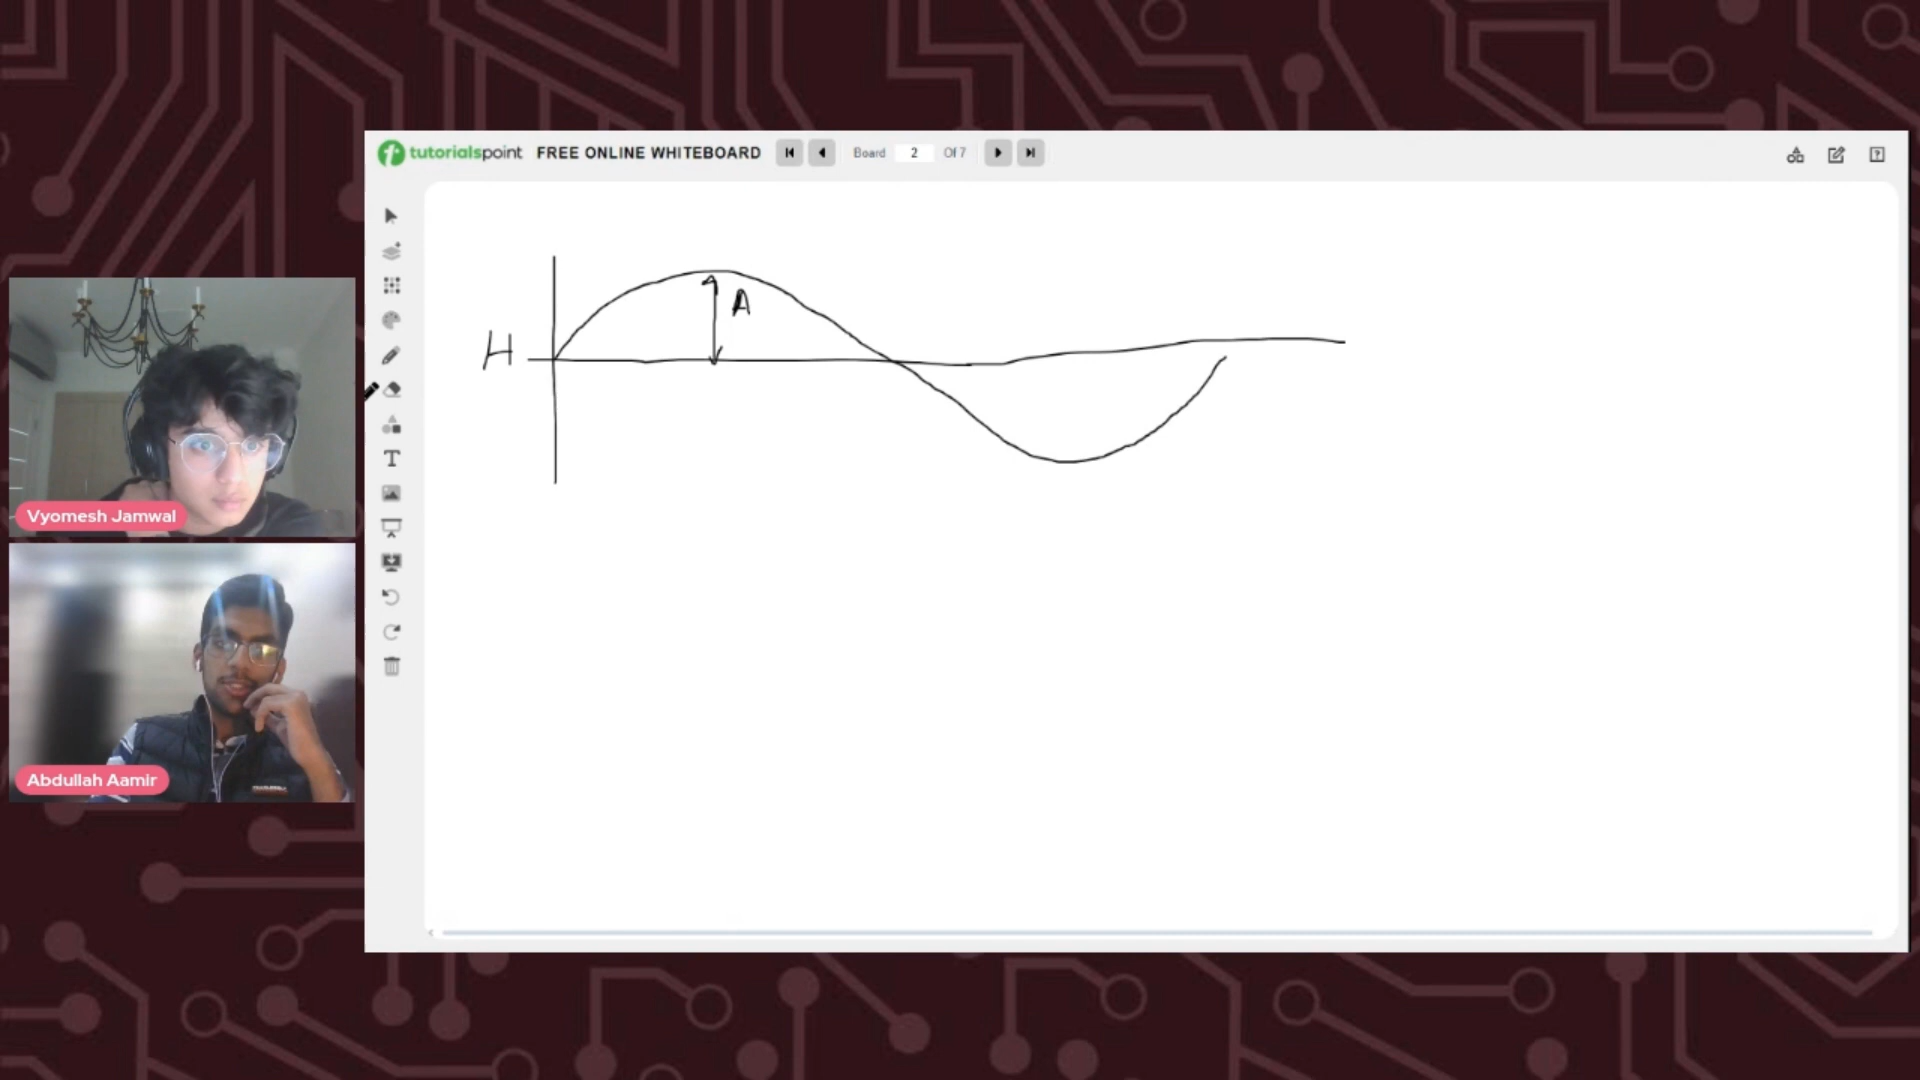 tutorialspoint FREE ONLINE WHITEBOARD Board 2 Of 7
A
H
T
Vyomesh Jamwal
Abdullah Aamir